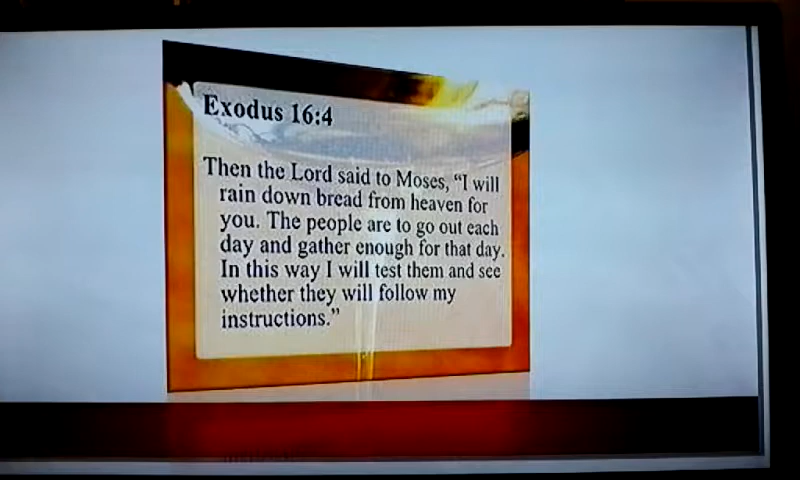 Exodus 16:4
Then the Lord said to Moses, “I will
rain down bread from heaven for
you. The people are to go out each
day and gather enough for that day.
In this way I will test them and see
whether they will follow my
instructions.”